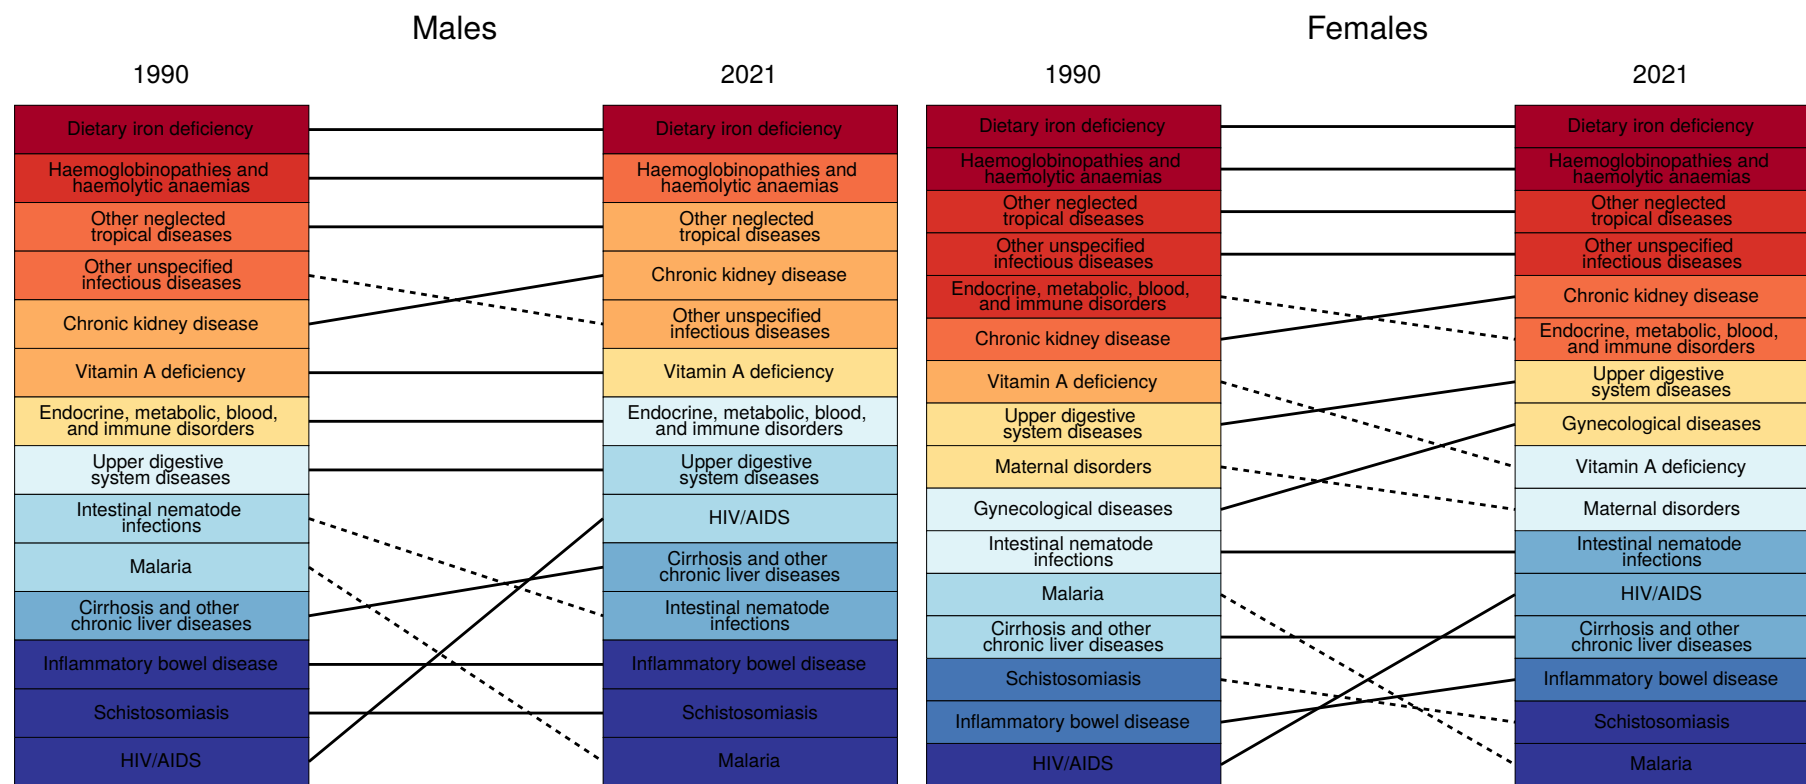 Males
1990
2021
Dietary iron deficiency
Haemoglobinopathies and
haemolytic anaemias
Other neglected
tropical diseases
Other unspecified
infectious diseases
Chronic kidney disease
Vitamin A deficiency
Endocrine, metabolic, blood,
and immune disorders
Upper digestive
system diseases
Intestinal nematode
infections
Malaria
Cirrhosis and other
chronic liver diseases
Inflammatory bowel disease
Schistosomiasis
HIV/AIDS
Dietary iron deficiency
Haemoglobinopathies and
haemolytic anaemias
Other neglected
tropical diseases
Chronic kidney disease
Other unspecified
infectious diseases
Vitamin A deficiency
Endocrine, metabolic, blood,
and immune disorders
Upper digestive
system diseases
HIV/AIDS
Cirrhosis and other
chronic liver diseases
Intestinal nematode
infections
Inflammatory bowel disease
Schistosomiasis
Malaria
Females
1990
2021
Dietary iron deficiency
Haemoglobinopathies and
haemolytic anaemias
Other neglected
tropical diseases
Other unspecified
infectious diseases
Endocrine, metabolic, blood,
and immune disorders
Chronic kidney disease
Vitamin A deficiency
Upper digestive
system diseases
Maternal disorders
Gynecological diseases
Intestinal nematode
infections
Malaria
Cirrhosis and other
chronic liver diseases
Schistosomiasis
Inflammatory bowel disease
HIV/AIDS
Dietary iron deficiency
Haemoglobinopathies and
haemolytic anaemias
Other neglected
tropical diseases
Other unspecified
infectious diseases
Chronic kidney disease
Endocrine, metabolic, blood,
and immune disorders
Upper digestive
system diseases
Gynecological diseases
Vitamin A deficiency
Maternal disorders
Intestinal nematode
infections
HIV/AIDS
Cirrhosis and other
chronic liver diseases
Inflammatory bowel disease
Schistosomiasis
Malaria